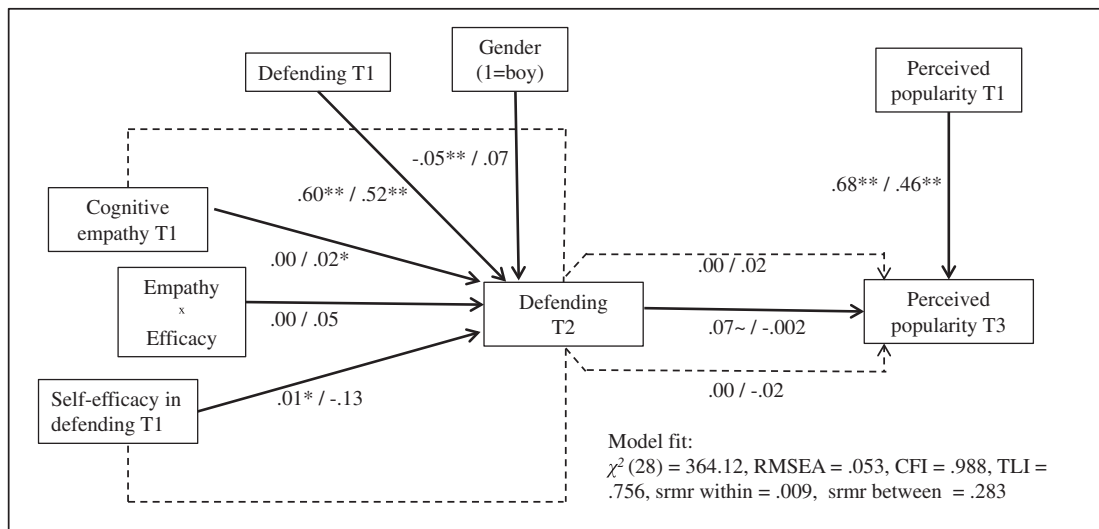 Gender
(1=boy)
Defending T1
Perceived
popularity T1
-.05** / .07
.60** / .52**
.68** / .46**
Cognitive
empathy T1
.00 / .02*
.00 / .02
Empathy
x
Efficacy
.00 / .05
Defending
T2
.07~ / -.002
Perceived
popularity T3
Self-efficacy in
defending T1
.01* / -.13
.00 / -.02
Model fit:
χ² (28) = 364.12, RMSEA = .053, CFI = .988, TLI =
.756, srmr within = .009, srmr between = .283